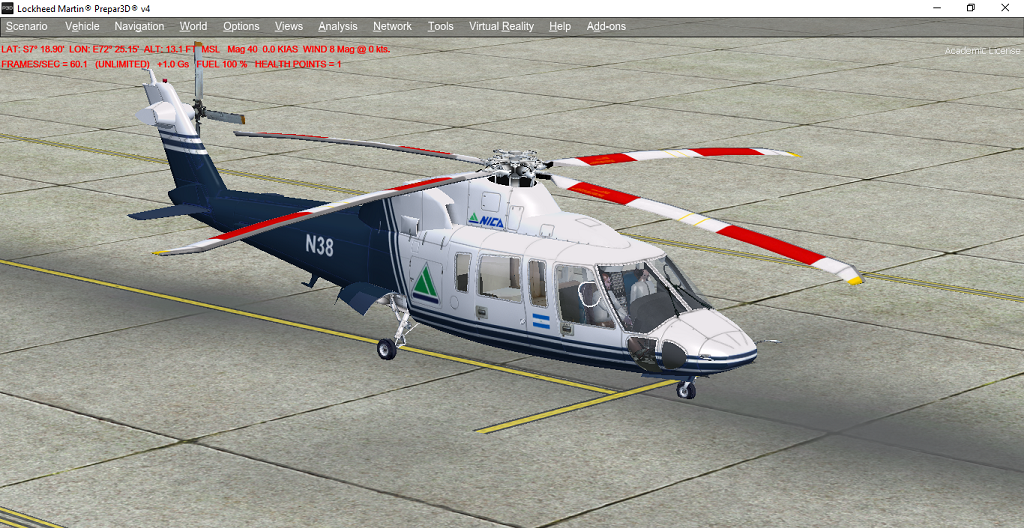 P3D Lockheed Martin® Prepar3D® v4
Scenario Vehicle Navigation World Options Views Analysis Network Tools Virtual Reality Help Add-ons
LAT: S7° 18.90' LON: E72° 25.15' ALT: 13.1 FT MSL Mag 40 0.0 KIAS WIND 8 Mag @ 0 kts.
Academic License
FRAMES/SEC = 60.1 (UNLIMITED) +1.0 Gs FUEL 100 % HEALTH POINTS = 1
NICA
N38